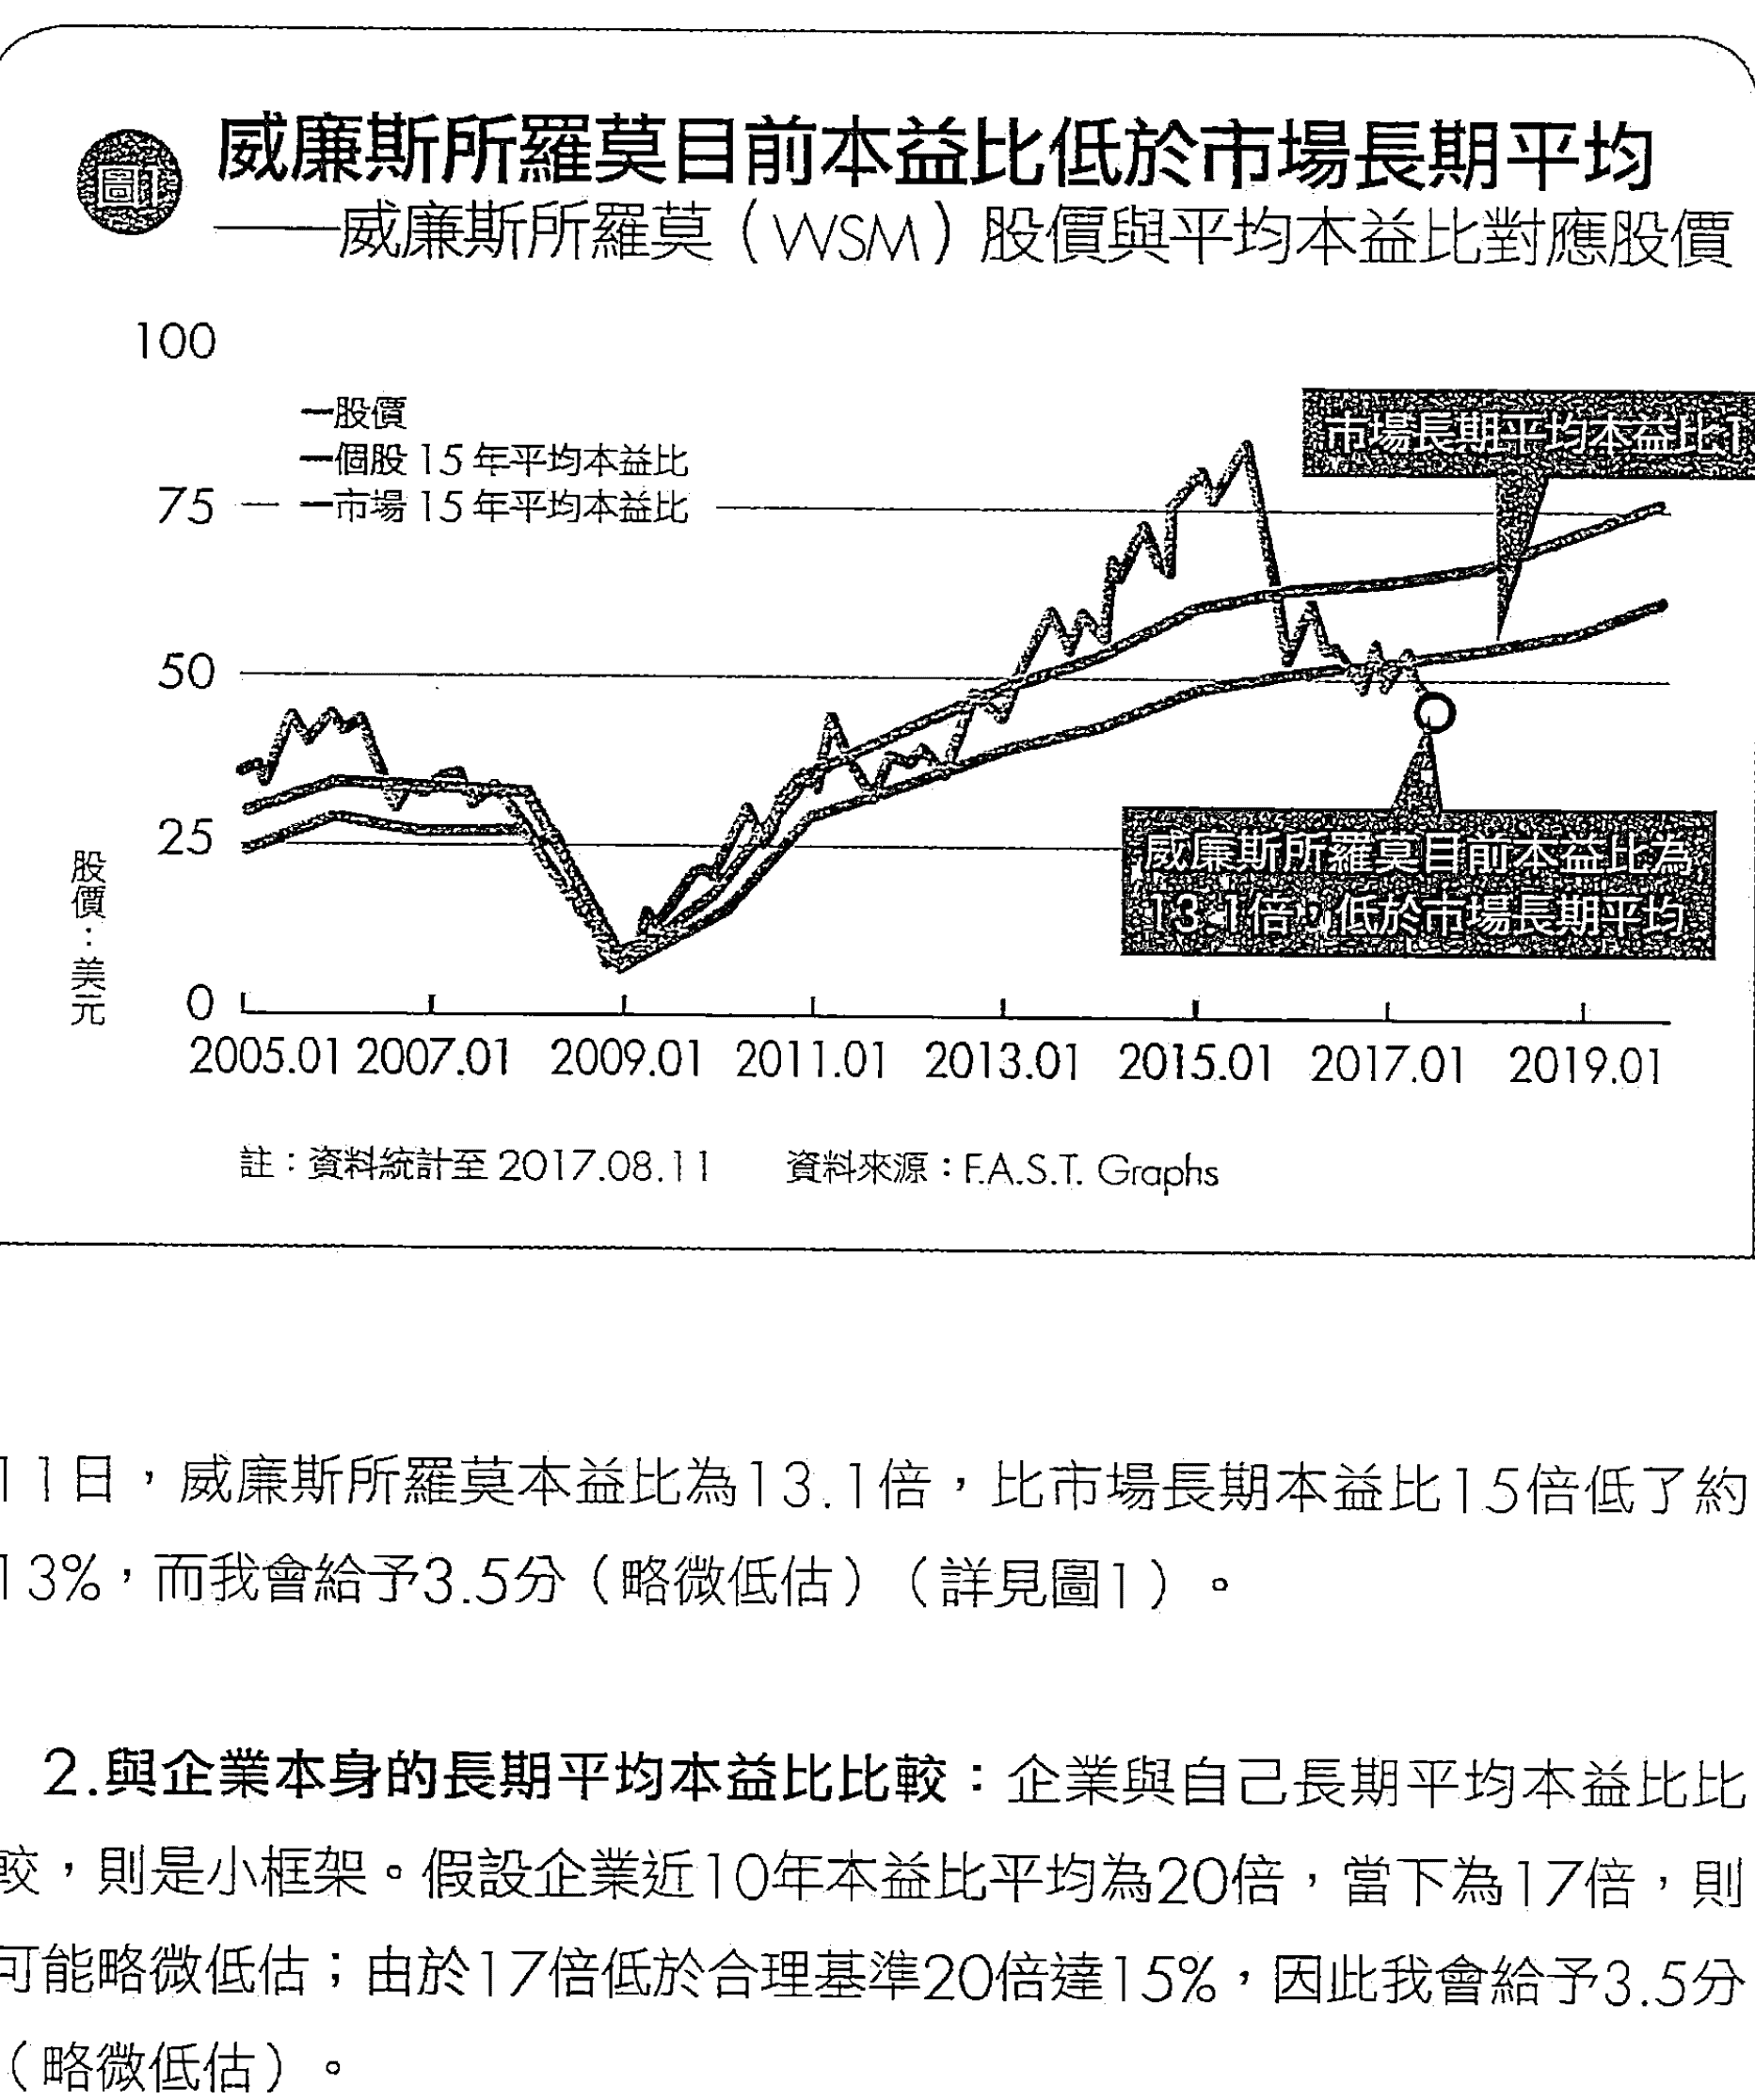 圖1
威廉斯所羅莫目前本益比低於市場長期平均
——威廉斯所羅莫（WSM）股價與平均本益比對應股價
100
股價
個股 15 年平均本益比
市場 15 年平均本益比
市場長期平均本益比1
75
50
25
0
股價：美元
威廉斯所羅莫目前本益比為
13.1倍，低於市場長期平均
2005.01 2007.01 2009.01 2011.01 2013.01 2015.01 2017.01 2019.01
註：資料統計至 2017.08.11 資料來源：F.A.S.T. Graphs
11日，威廉斯所羅莫本益比為13.1倍，比市場長期本益比15倍低了約
13%，而我會給予3.5分（略微低估）（詳見圖1）。
2.與企業本身的長期平均本益比比較：企業與自己長期平均本益比比
較，則是小框架。假設企業近10年本益比平均為20倍，當下為17倍，則
可能略微低估；由於17倍低於合理基準20倍達15%，因此我會給予3.5分
（略微低估）。